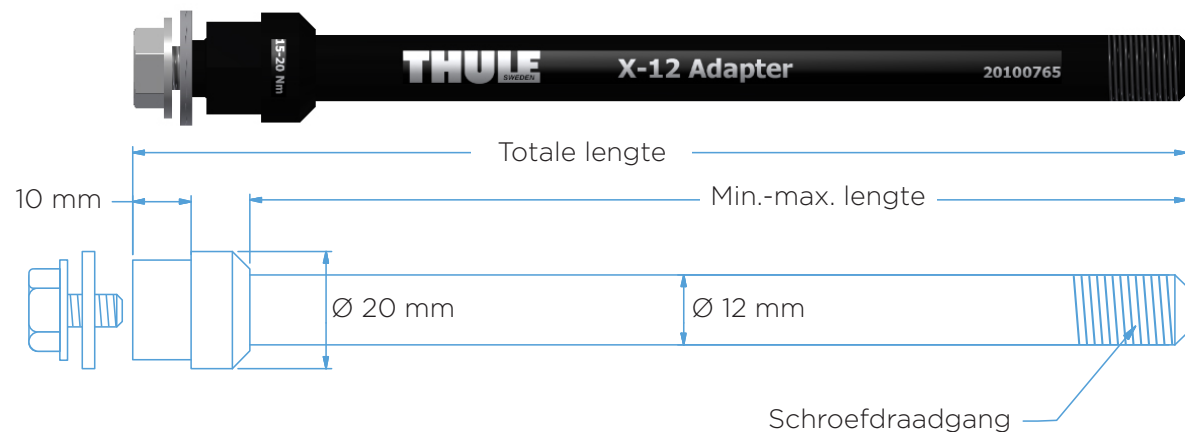 15-20 Nm
THULE
SWEDEN
X-12 Adapter
20100765
Totale lengte
10 mm
Min.-max. lengte
Ø 20 mm
Ø 12 mm
Schroefdraadgang